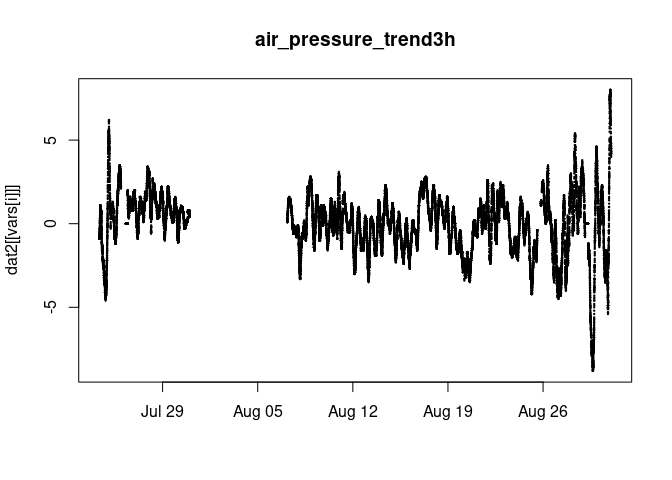 air_pressure_trend3h
dat2[[vars[i]]]
5
0
-5
Jul 29 Aug 05 Aug 12 Aug 19 Aug 26